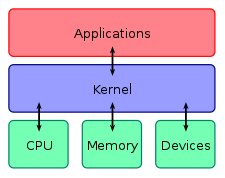 Applications
Kernel
CPU Memory Devices